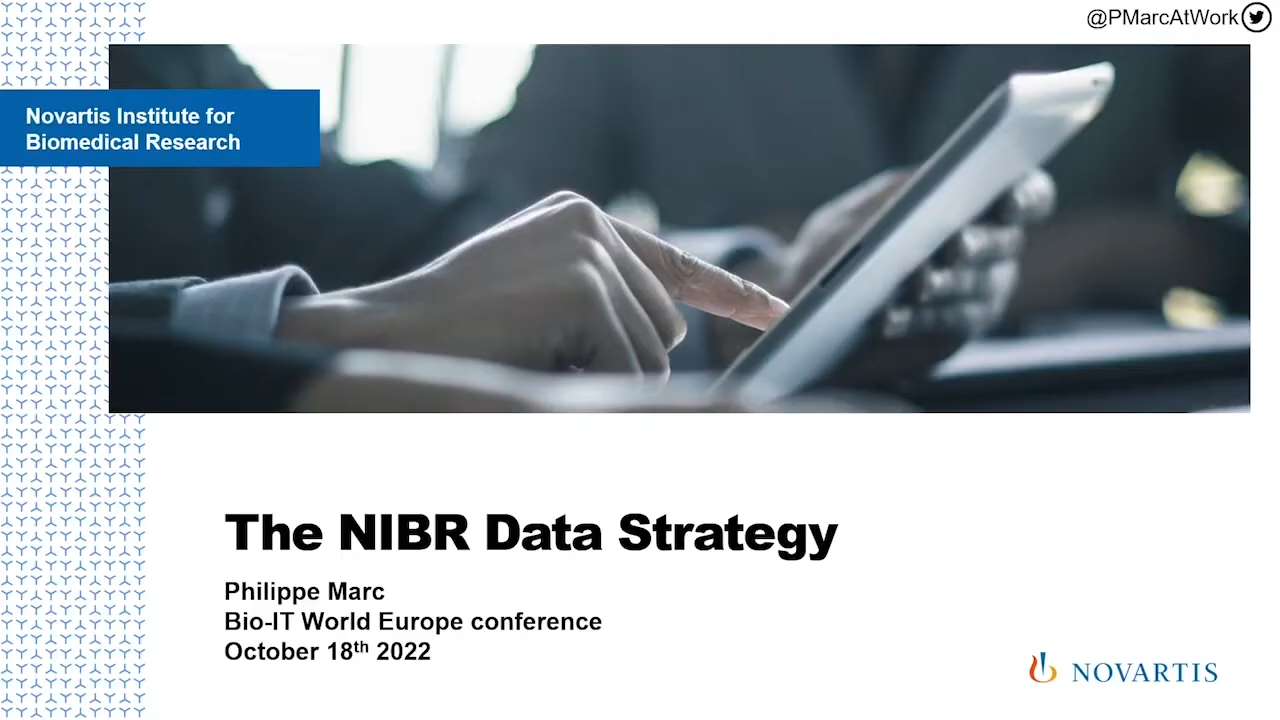 @PMarcAtWork
Novartis Institute for
Biomedical Research
The NIBR Data Strategy
Philippe Marc
Bio-IT World Europe conference
October 18th 2022
NOVARTIS